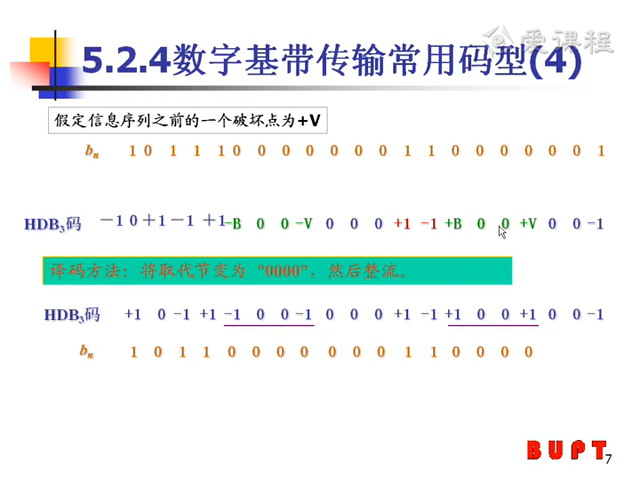 爱课程
5.2.4数字基带传输常用码型(4)
假定信息序列之前的一个破坏点为+V
bn 1 0 1 1 1 0 0 0 0 0 0 0 1 1 0 0 0 0 0 0 1
HDB3码 -1 0 +1 -1 +1 -B 0 0 -V 0 0 0 +1 -1 +B 0 0 +V 0 0 -1
译码方法：将取代节变为“0000”，然后整流。
HDB3码 +1 0 -1 +1 -1 0 0 -1 0 0 0 +1 -1 +1 0 0 +1 0 0 -1
bn 1 0 1 1 0 0 0 0 0 0 0 1 1 0 0 0 0
BUPT
7